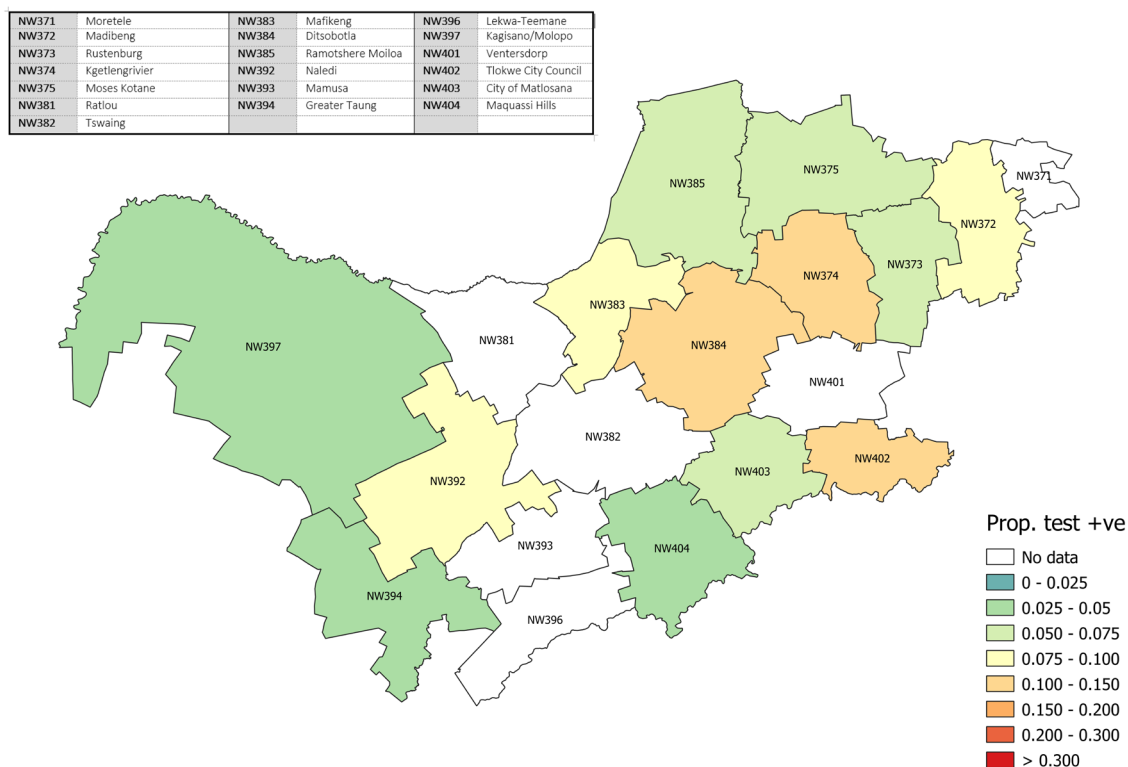 NW371 Moretele NW383 Mafikeng NW396 Lekwa-Teemane
NW372 Madibeng NW384 Ditsobotla NW397 Kagisano/Molopo
NW373 Rustenburg NW385 Ramotshere Moiloa NW401 Ventersdorp
NW374 Kgetlengrivier NW392 Naledi NW402 Tlokwe City Council
NW375 Moses Kotane NW393 Mamusa NW403 City of Matlosana
NW381 Ratlou NW394 Greater Taung NW404 Maquassi Hills
NW382 Tswaing
NW385
NW375
NW371
NW372
NW373
NW374
NW383
NW381
NW397
NW384
NW401
NW382
NW402
NW403
NW392
NW393
NW404
NW394
NW396
Prop. test +ve
No data
0 - 0.025
0.025 - 0.05
0.050 - 0.075
0.075 - 0.100
0.100 - 0.150
0.150 - 0.200
0.200 - 0.300
> 0.300